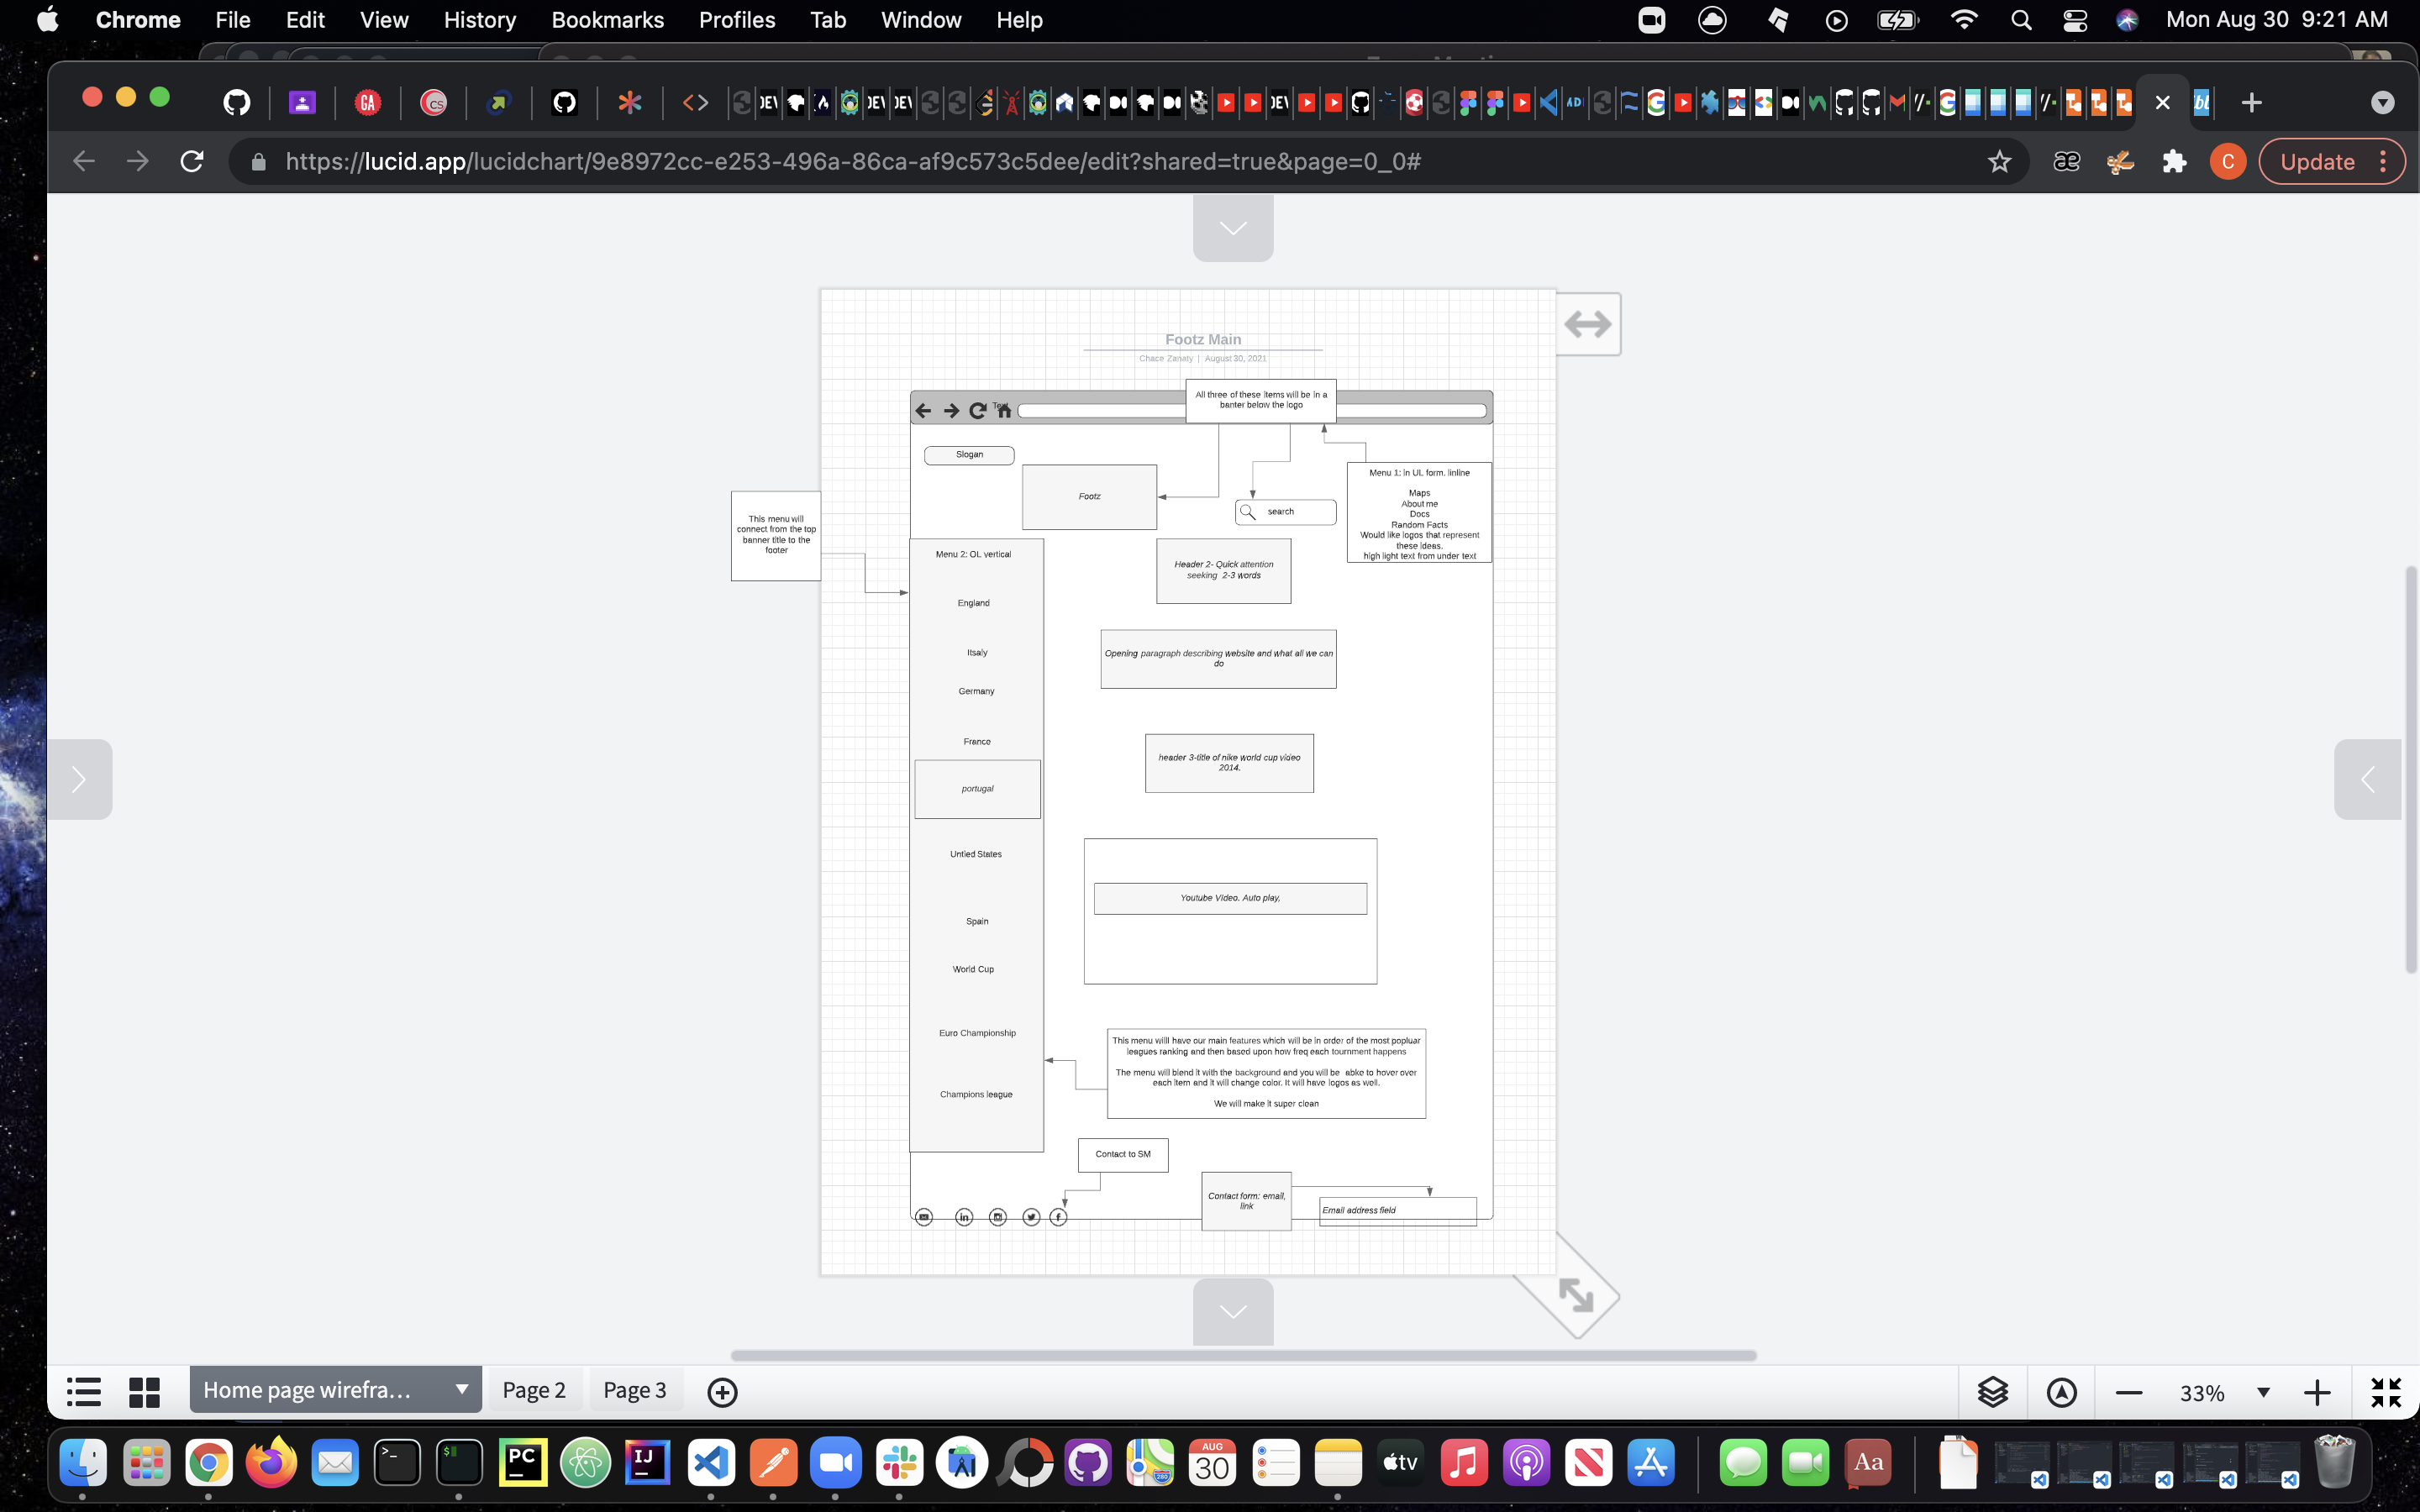 Chrome File Edit View History Bookmarks Profiles Tab Window Help Mon Aug 30 9:21 AM
https://lucid.app/lucidchart/9e8972cc-e253-496a-86ca-af9c573c5dee/edit?shared=true&page=0_0#
C
Update
Footz Main
Chace Zanaty | August 30, 2021
All three of these items will be in a
banter below the logo
Text
Slogan
Footz
search
Menu 1: in UL form. linline
Maps
About me
Docs
Random Facts
Would like logos that represent
these ideas.
high light text from under text
This menu will
connect from the top
banner title to the
footer
Menu 2: OL vertical
England
Itsaly
Germany
France
portugal
Untied States
Spain
World Cup
Euro Championship
Champions league
Header 2- Quick attention
seeking 2-3 words
Opening paragraph describing website and what all we can
do
header 3-title of nike world cup video
2014.
Youtube Video. Auto play,
This menu willl have our main features which will be in order of the most popluar
leagues ranking and then based upon how freq each tournment happens
The menu will blend it with the background and you will be abke to hover over
each item and it will change color. It will have logos as well.
We will make it super clean
Contact to SM
Contact form: email,
link
Email address field
Home page wirefra... Page 2 Page 3
33%
PC
IJ
AUG
30
280
tv
Aa